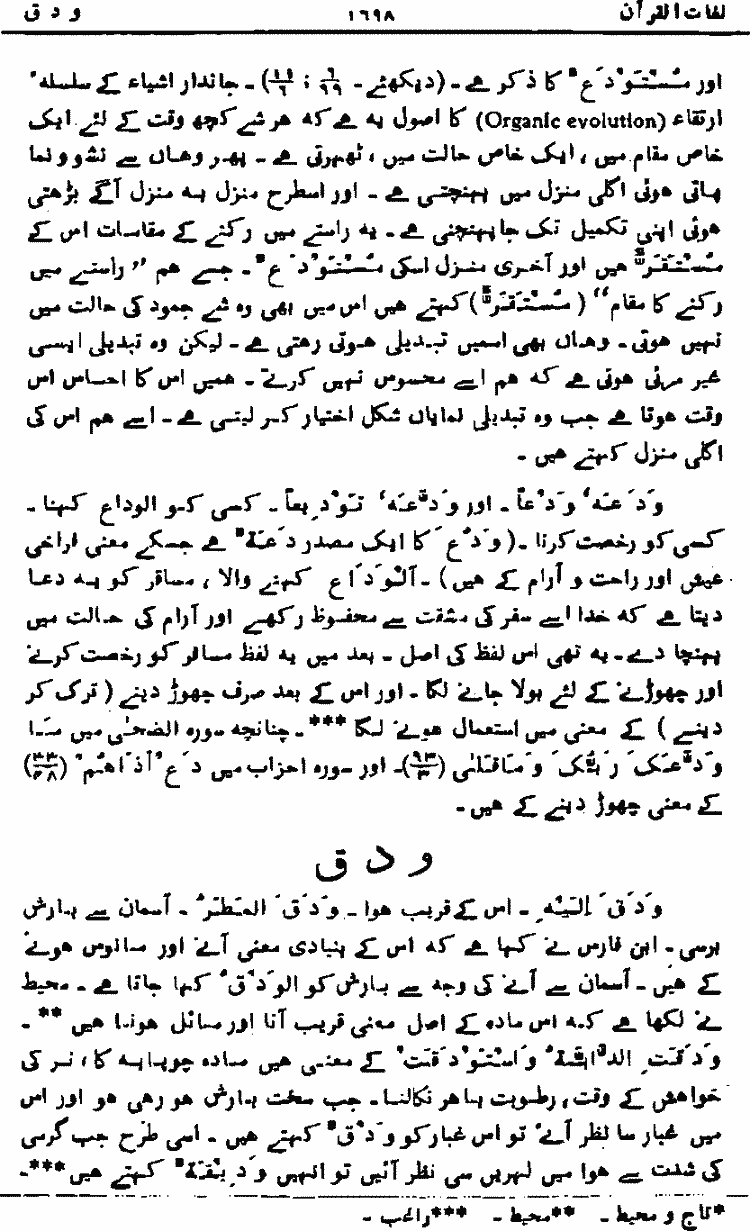 لغات القرآن ۱۶۹۸ و د ق
اور مُسْتَوْدَعٌ کا ذکر ہے۔ (دیکھئے۔ ۶/۹۹ ; ۱۱/۶)۔ جاندار اشیاء کے سلسلہٴ
ارتقاء (Organic evolution) کا اصول یہ ہے کہ ہر شے کچھ وقت کے لئے ایک
خاص مقام میں ، ایک خاص حالت میں ، ٹھہرتی ہے ۔ پھر وہاں سے نشو و نما
پاتی ہوئی اگلی منزل میں پہنچتی ہے ۔ اور اسطرح منزل بہ منزل آگے بڑھتی
ہوئی اپنی تکمیل تک جا پہنچتی ہے۔ یہ راستے میں رکنے کے مقامات اس کے
مُسْتَقَرٌّ ہیں اور آخری منزل اسکی مُسْتَوْدَعٌ ۔ جسے ہم ’’ راستے میں
رکنے کا مقام‘‘ ( مُسْتَقَرٌّ) کہتے ہیں اس میں بھی وہ شے جمود کی حالت میں
نہیں ہوتی ۔ وہاں بھی اسمیں تبدیلی ہوتی رہتی ہے ۔ لیکن وہ تبدیلی ایسی
غیر مرئی ہوتی ہے کہ ہم اسے محسوس نہیں کرتے ۔ ہمیں اس کا احساس اس
وقت ہوتا ہے جب وہ تبدیلی نمایاں شکل اختیار کر لیتی ہے ۔ اسے ہم اس کی
اگلی منزل کہتے ہیں ۔
وَدَعَہٗ وَدْعاً ۔ اور وَدَّعَہٗ تَوْدِیعاً ۔ کسی کو الوداع کہنا ۔
کسی کو رخصت کرنا ۔ ( وَدُعَ کا ایک مصدر دَعَةٌ ہے جسکے معنی فراخی
عیش اور راحت و آرام کے ہیں) ۔ اَلْوَدَاعُ کہنے والا ، مسافر کو یہ دعا
دیتا ہے کہ خدا اسے سفر کی مشقت سے محفوظ رکھے اور آرام کی حالت میں
پہنچا دے ۔ یہ تھی اس لفظ کی اصل ۔ بعد میں یہ لفظ مسافر کو رخصت کرنے
اور چھوڑنے کے لئے بولا جانے لگا ۔ اور اس کے بعد صرف چھوڑ دینے ( ترک کر
دینے ) کے معنی میں استعمال ہونے لگا *** ۔ چنانچہ سورہ الضحیٰ میں مَا
وَدَّعَکَ رَبُّکَ وَمَاقَلٰی (۹۳/۳)۔ اور سورہ احزاب میں دَعْ اَذَاھُمْ (۳۳/۴۸)
کے معنی چھوڑ دینے کے ہیں ۔
و د ق
وَدَقَ اِلَیْہِ ۔ اس کے قریب ہوا ۔ وَدَقَ الْمَطَرُ ۔ آسمان سے بارش
برسی ۔ ابن فارس نے کہا ہے کہ اس کے بنیادی معنی آنے اور مانوس ہونے
کے ہیں ۔ آسمان سے آنے کی وجہ سے بارش کو الْوَدْقُ کہا جاتا ہے ۔ محیط
نے لکھا ہے کہ اس مادہ کے اصل معنی قریب آنا اور مائل ہونا ہیں ** ۔
وَدَقَتِ الدَّابَّةُ وَاسْتَوْدَقَتْ کے معنی ہیں مادہ چوپایہ کا ، نر کی
خواہش کے وقت ، رطوبت باہر نکالنا ۔ جب سخت بارش ہو رہی ہو اور اس
میں غبار سا نظر آئے تو اس غبار کو وَدْقٌ کہتے ہیں ۔ اسی طرح جب گرمی
کی شدت سے ہوا میں لہریں سی نظر آئیں تو انہیں وَدِیْقَةٌ کہتے ہیں *** ۔
*تاج و محیط ۔ **محیط ۔ ***راغب ۔